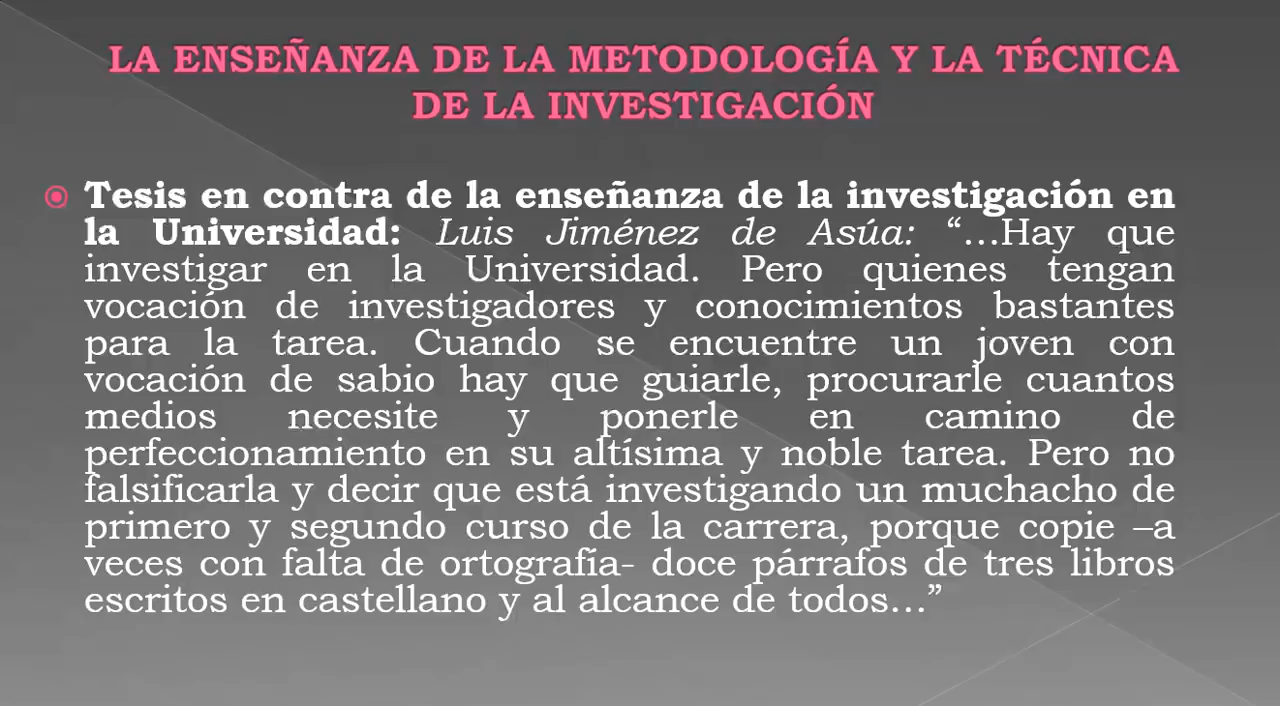 LA ENSEÑANZA DE LA METODOLOGÍA Y LA TÉCNICA
DE LA INVESTIGACIÓN
Tesis en contra de la enseñanza de la investigación en
la Universidad: Luis Jiménez de Asúa: “…Hay que
investigar en la Universidad. Pero quienes tengan
vocación de investigadores y conocimientos bastantes
para la tarea. Cuando se encuentre un joven con
vocación de sabio hay que guiarle, procurarle cuantos
medios necesite y ponerle en camino de
perfeccionamiento en su altísima y noble tarea. Pero no
falsificarla y decir que está investigando un muchacho de
primero y segundo curso de la carrera, porque copie –a
veces con falta de ortografía- doce párrafos de tres libros
escritos en castellano y al alcance de todos…”